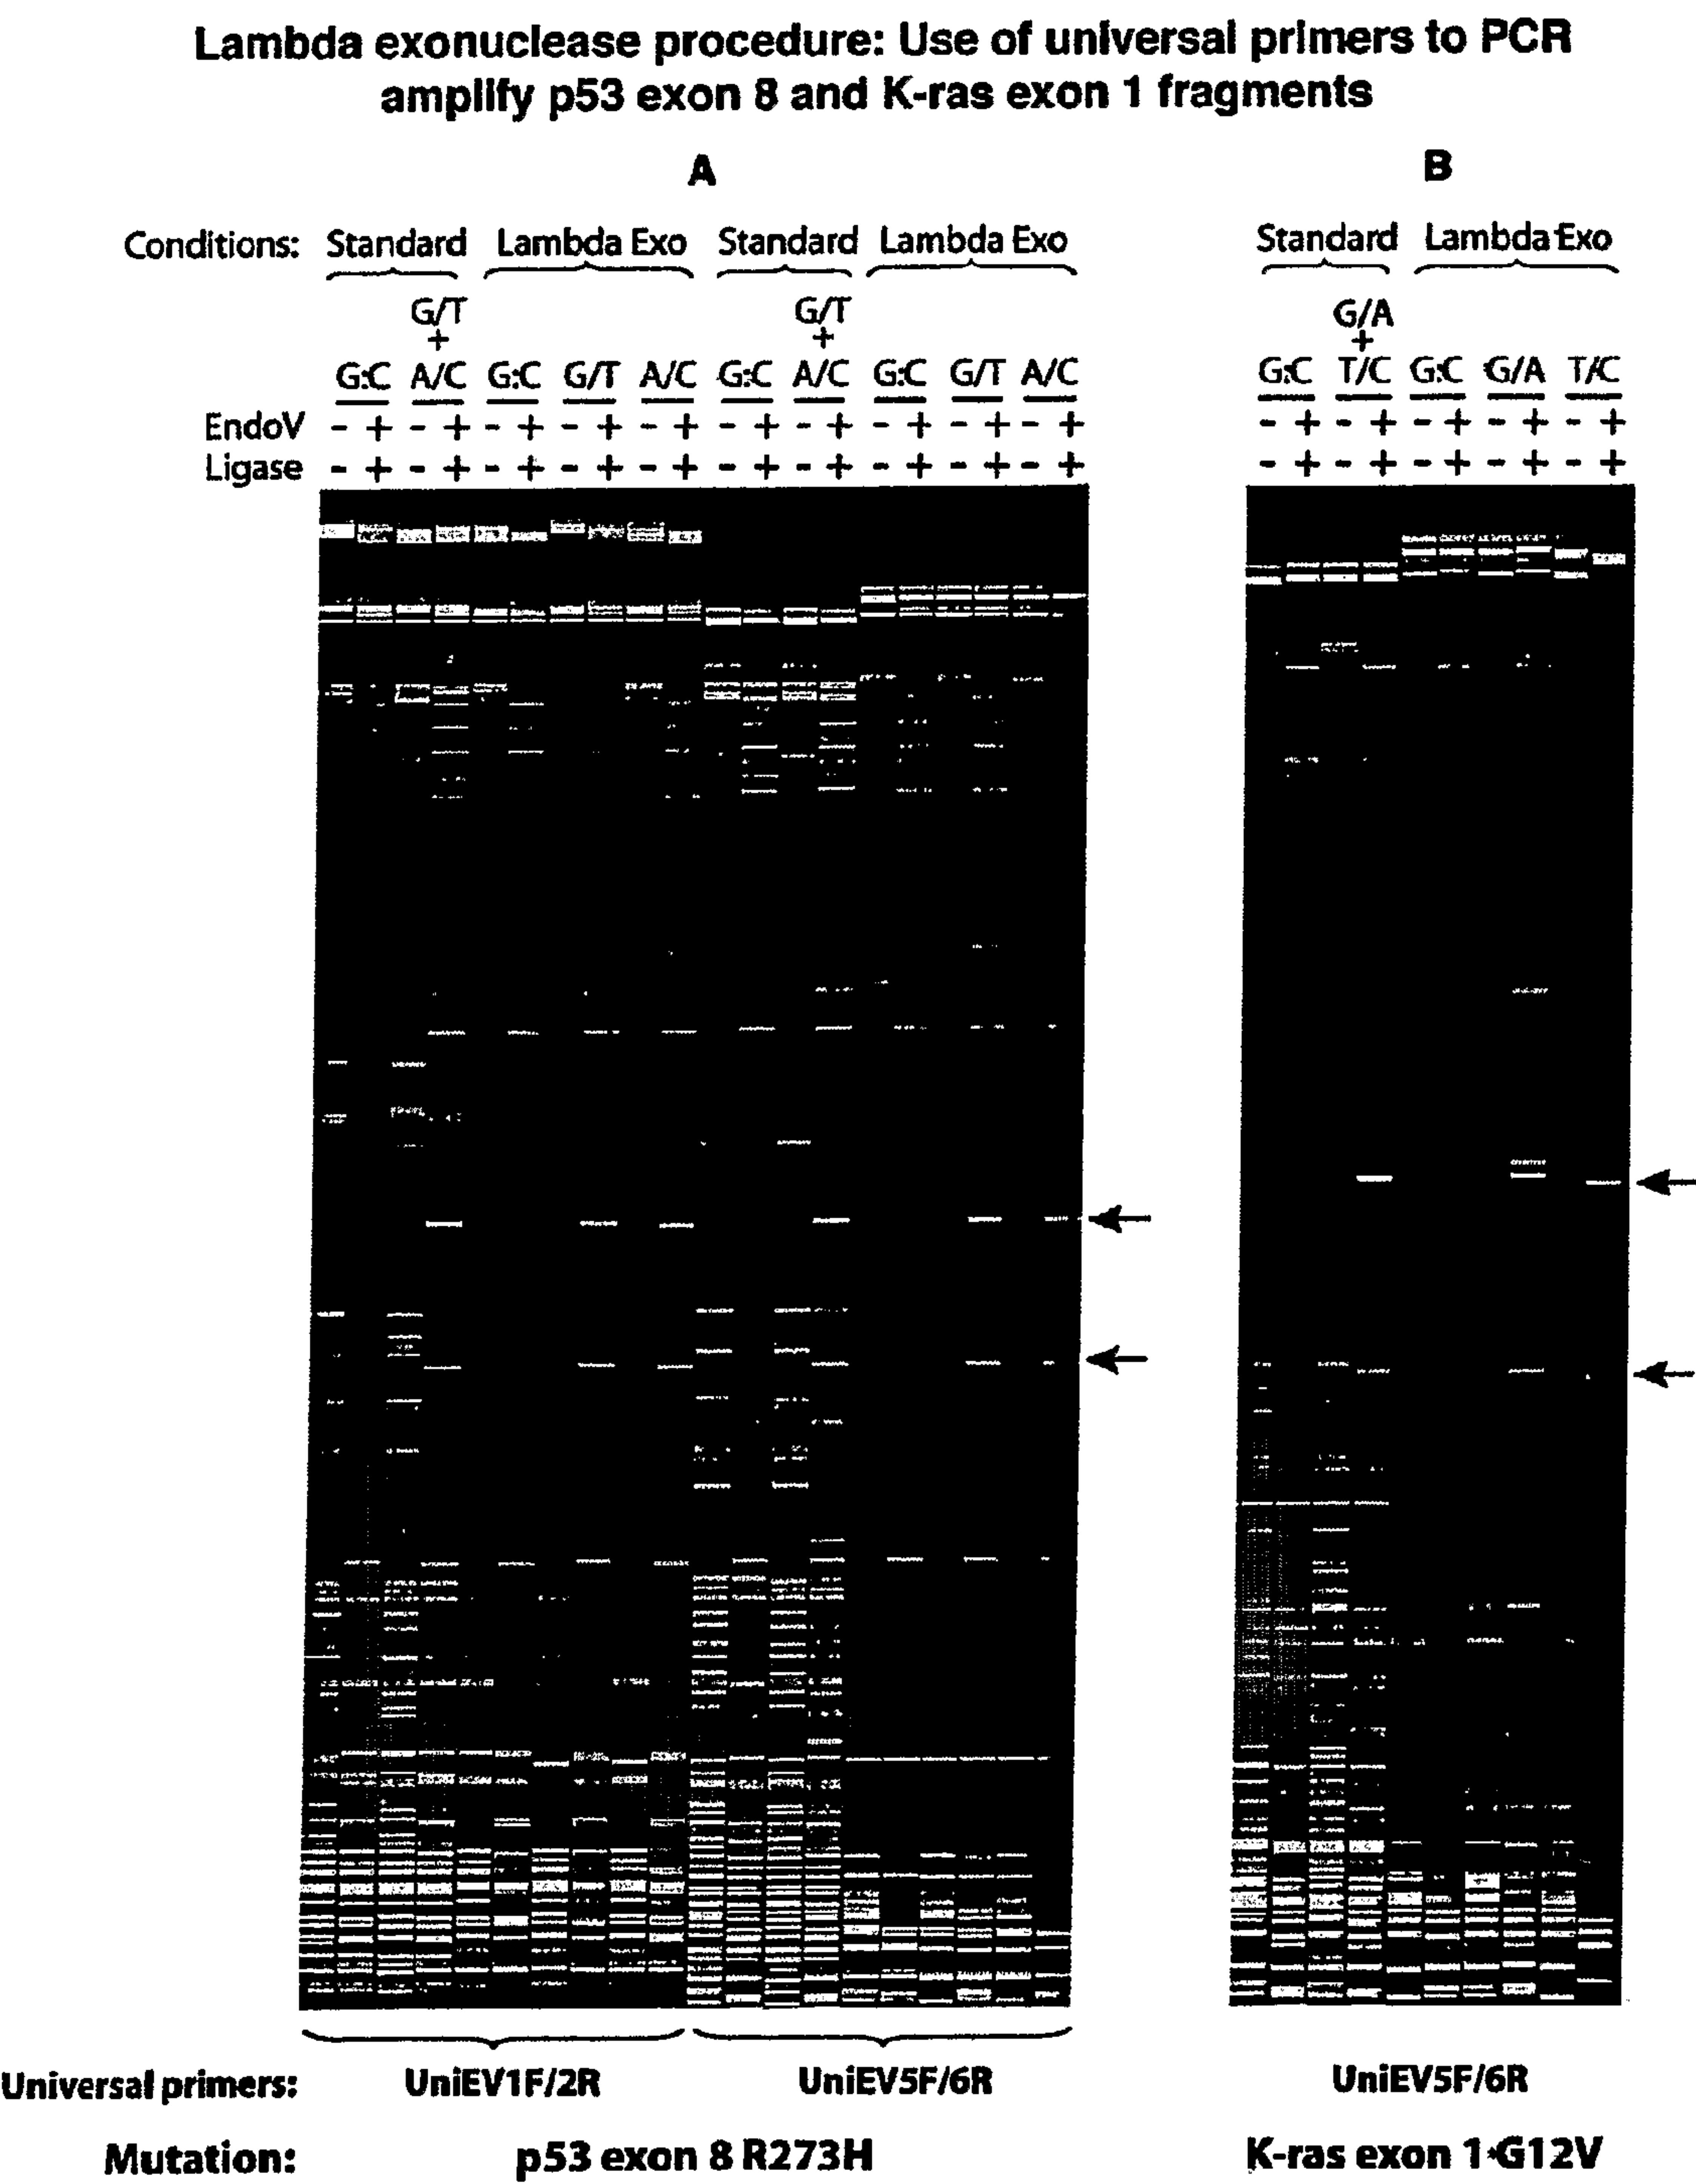 Lambda exonuclease procedure: Use of universal primers to PCR
amplify p53 exon 8 and K-ras exon 1 fragments
A B
Conditions: Standard Lambda Exo Standard Lambda Exo Standard Lambda Exo
G/T G/T G/A
+ + +
G:C A/C G:C G/T A/C G:C A/C G:C G/T A/C G:C T/C G:C G/A T/C
EndoV - + - + - + - + - + - + - + - + - + - + - + - + - + - + - +
Ligase - + - + - + - + - + - + - + - + - + - + - + - + - + - + - +
Universal primers: UniEV1F/2R UniEV5F/6R UniEV5F/6R
Mutation: p53 exon 8 R273H K-ras exon 1 G12V